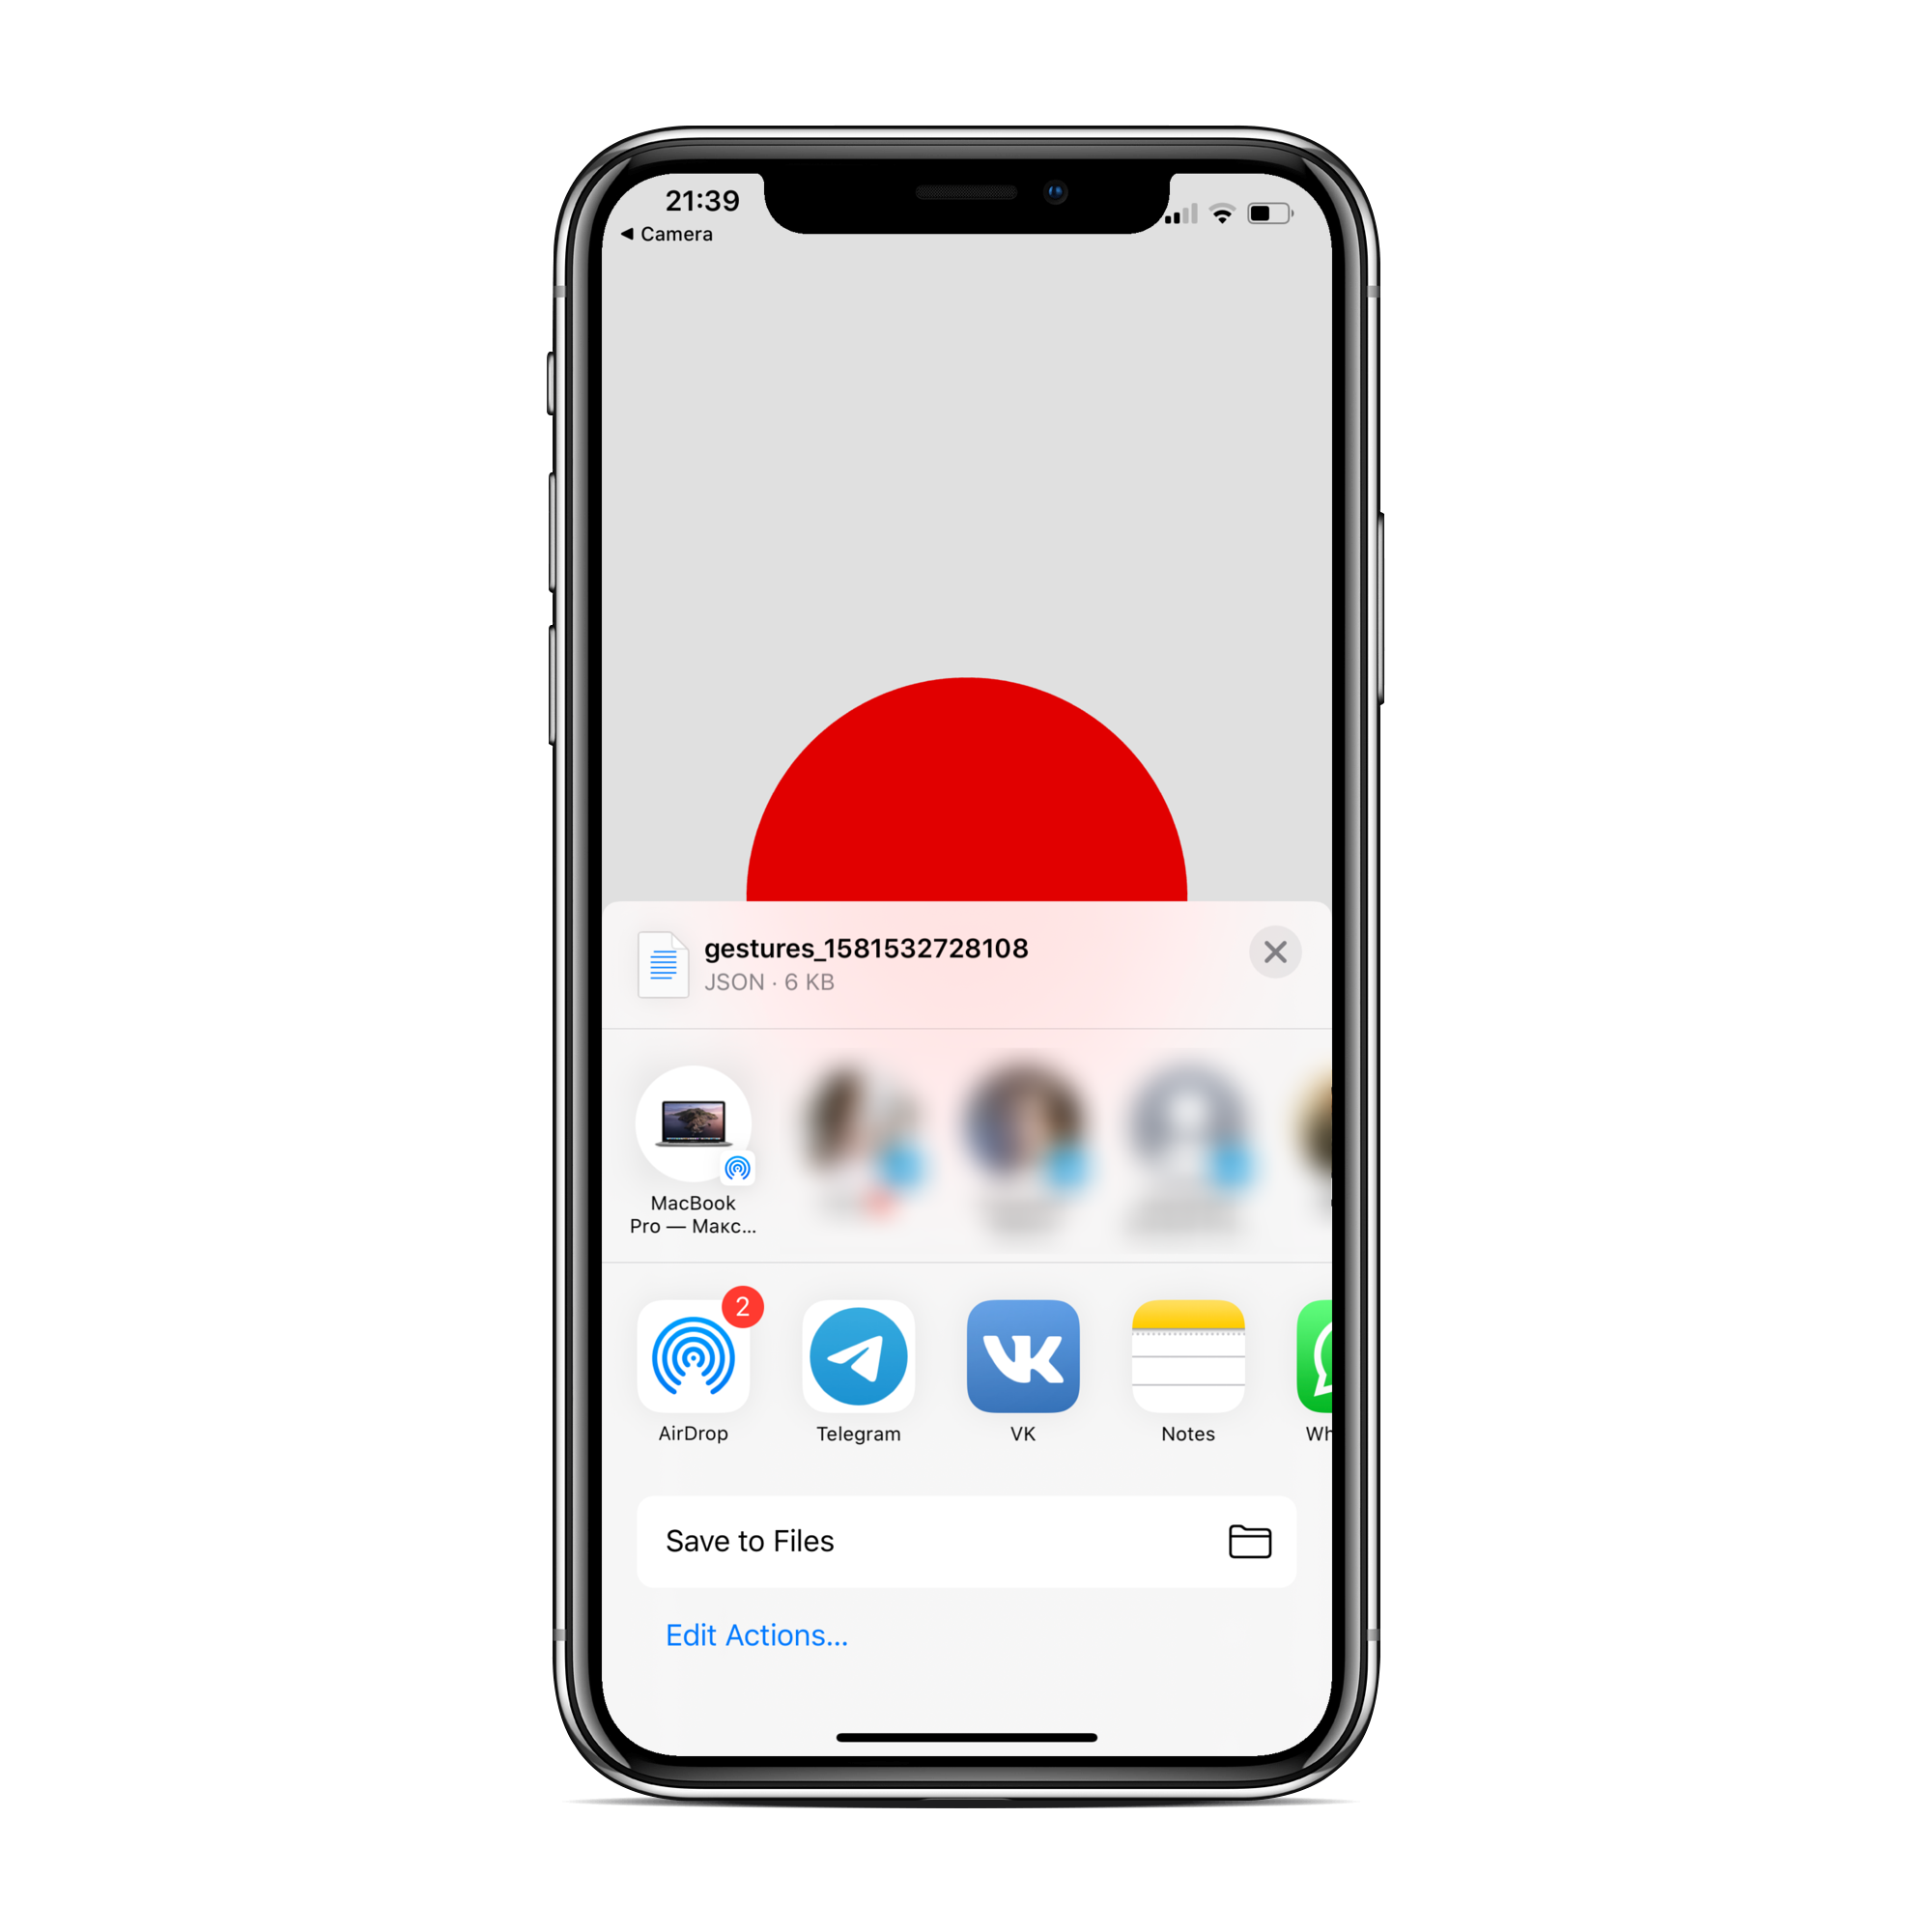 21:39
◀ Camera
gestures_1581532728108
JSON · 6 KB
MacBook
Pro — Макс...
2
AirDrop
Telegram
VK
Notes
Wh
Save to Files
Edit Actions...